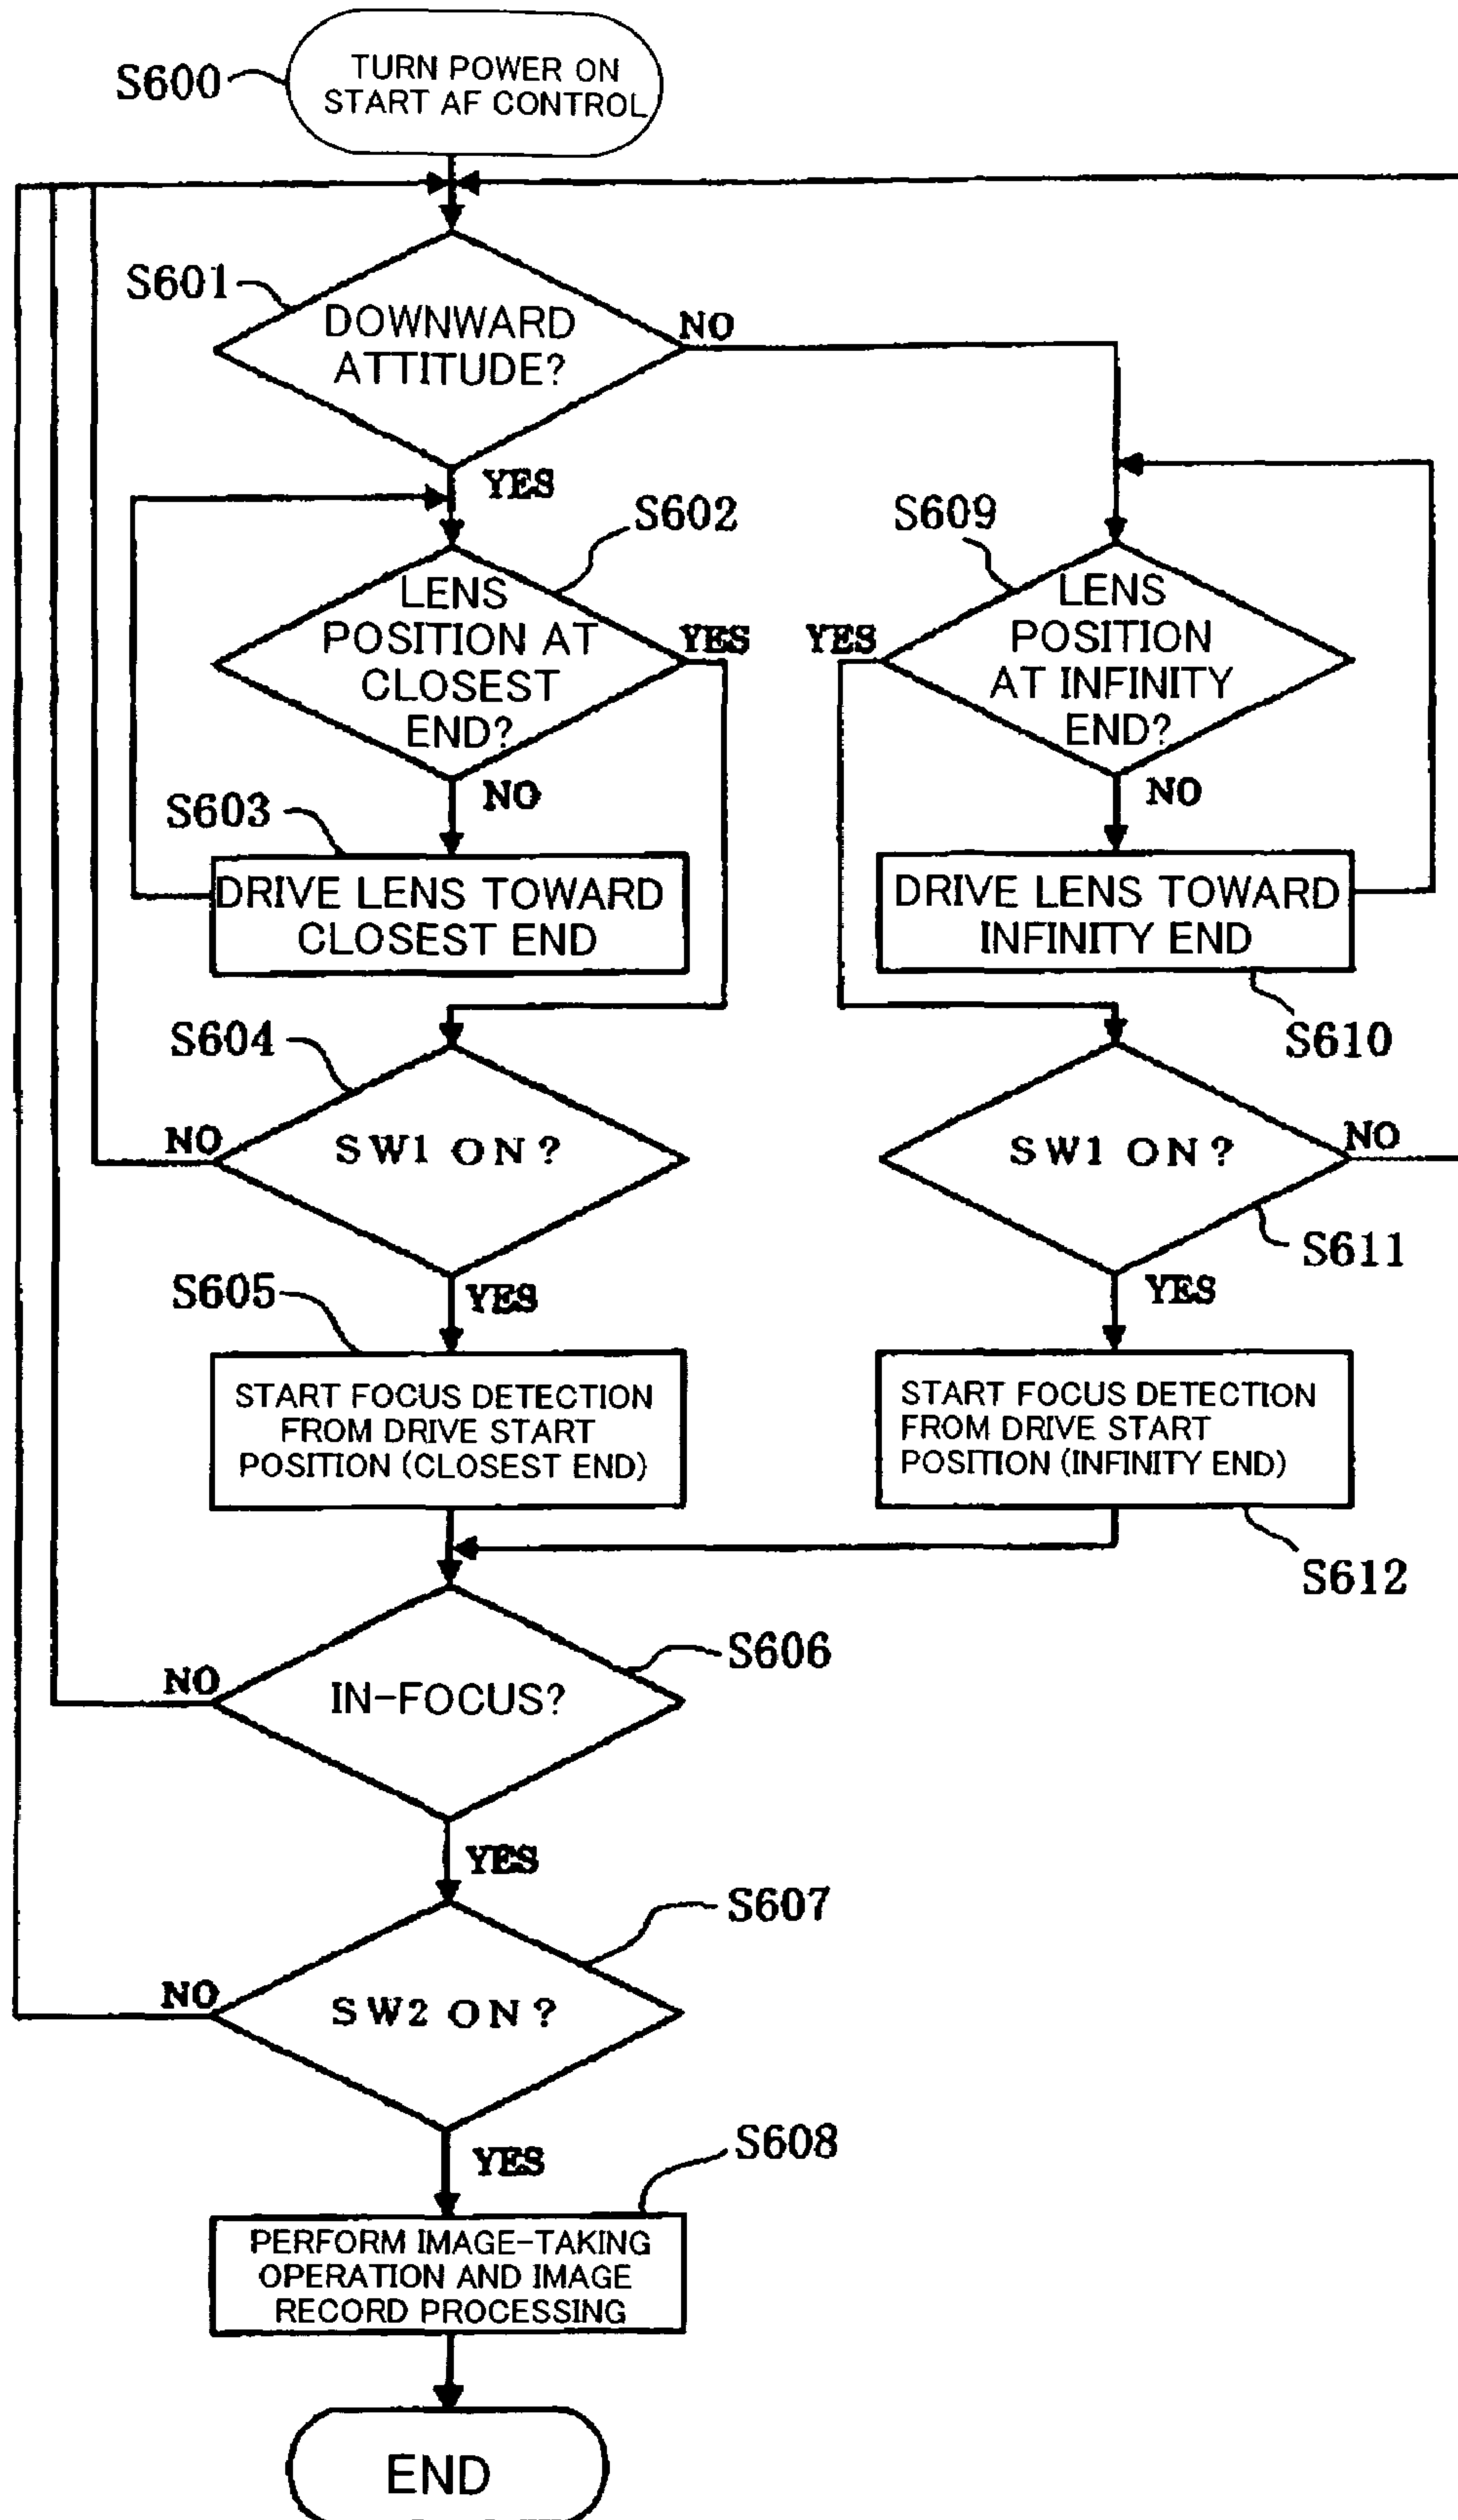 S600
TURN POWER ON
START AF CONTROL
S601
DOWNWARD
ATTITUDE?
NO
YES
S602
LENS
POSITION AT
CLOSEST
END?
YES
NO
S603
DRIVE LENS TOWARD
CLOSEST END
S609
LENS
POSITION
AT INFINITY
END?
YES
NO
DRIVE LENS TOWARD
INFINITY END
S610
S604
SW1 ON?
NO
YES
SW1 ON?
NO
S611
YES
S605
START FOCUS DETECTION
FROM DRIVE START
POSITION (CLOSEST END)
START FOCUS DETECTION
FROM DRIVE START
POSITION (INFINITY END)
S612
S606
IN-FOCUS?
NO
YES
S607
SW2 ON?
NO
YES
S608
PERFORM IMAGE-TAKING
OPERATION AND IMAGE
RECORD PROCESSING
END